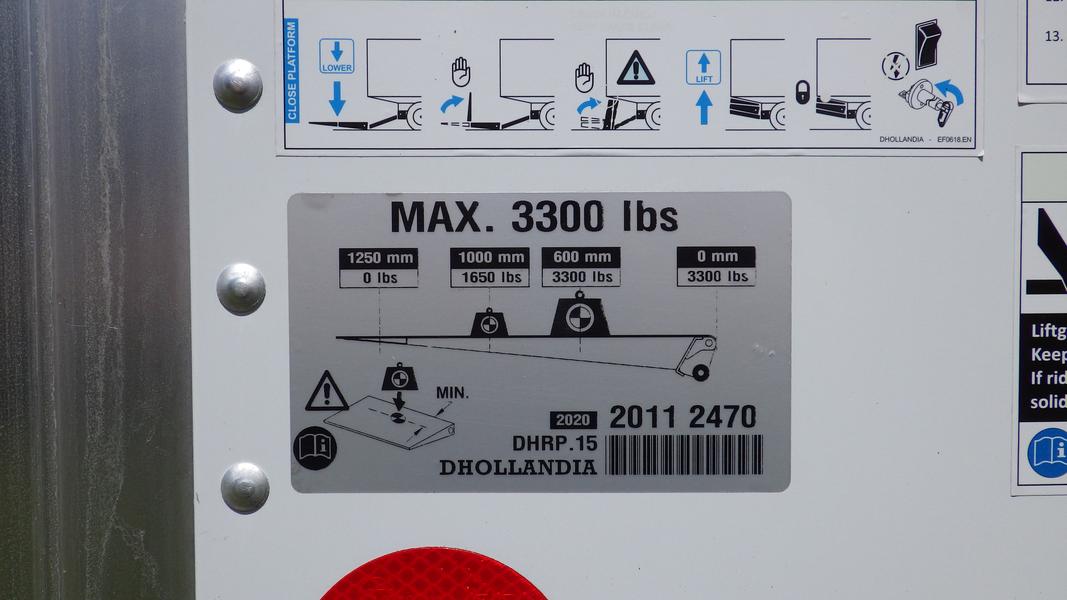 CLOSE PLATFORM
LOWER
LIFT
DHOLLANDIA - EF0618.EN
13.
MAX. 3300 lbs
1250 mm 1000 mm 600 mm 0 mm
0 lbs 1650 lbs 3300 lbs 3300 lbs
MIN.
2020 2011 2470
DHRP.15
DHOLLANDIA
Liftg
Keep
If rid
solid